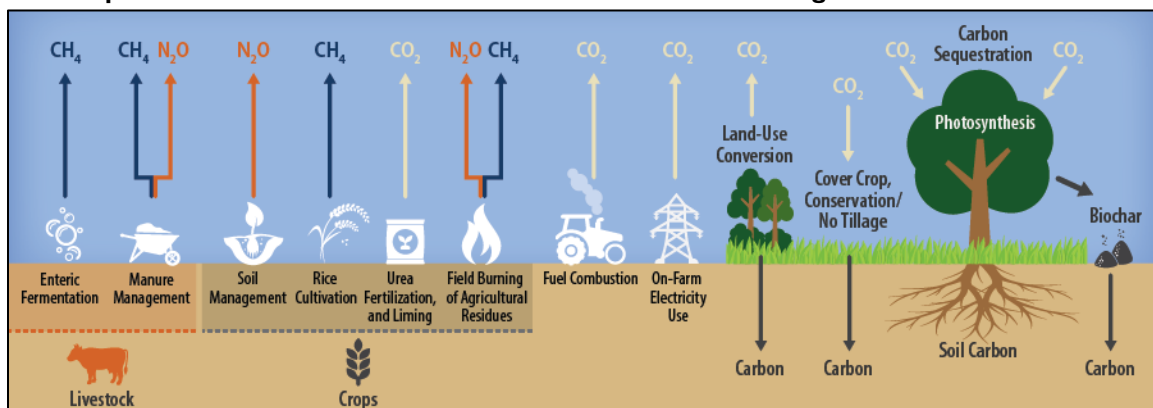 CH₄
CH₄ N₂O
N₂O
CH₄
CO₂
N₂O CH₄
CO₂
CO₂
CO₂
CO₂
CO₂
Carbon
Sequestration
CO₂
Photosynthesis
Land-Use
Conversion
Cover Crop,
Conservation/
No Tillage
Biochar
Enteric
Fermentation
Manure
Management
Soil
Management
Rice
Cultivation
Urea
Fertilization,
and Liming
Field Burning
of Agricultural
Residues
Fuel Combustion
On-Farm
Electricity
Use
Carbon
Carbon
Soil Carbon
Carbon
Livestock
Crops